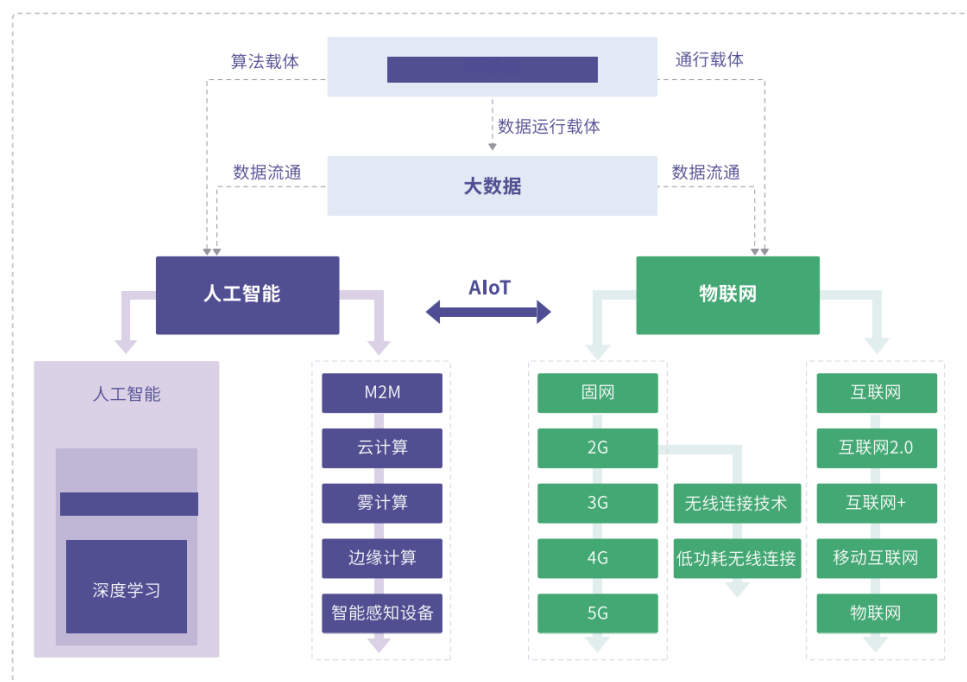 算法载体
通行载体
数据运行载体
数据流通
大数据
数据流通
人工智能
AIoT
物联网
人工智能
深度学习
M2M
云计算
雾计算
边缘计算
智能感知设备
固网
2G
3G
4G
5G
无线连接技术
低功耗无线连接
互联网
互联网2.0
互联网+
移动互联网
物联网